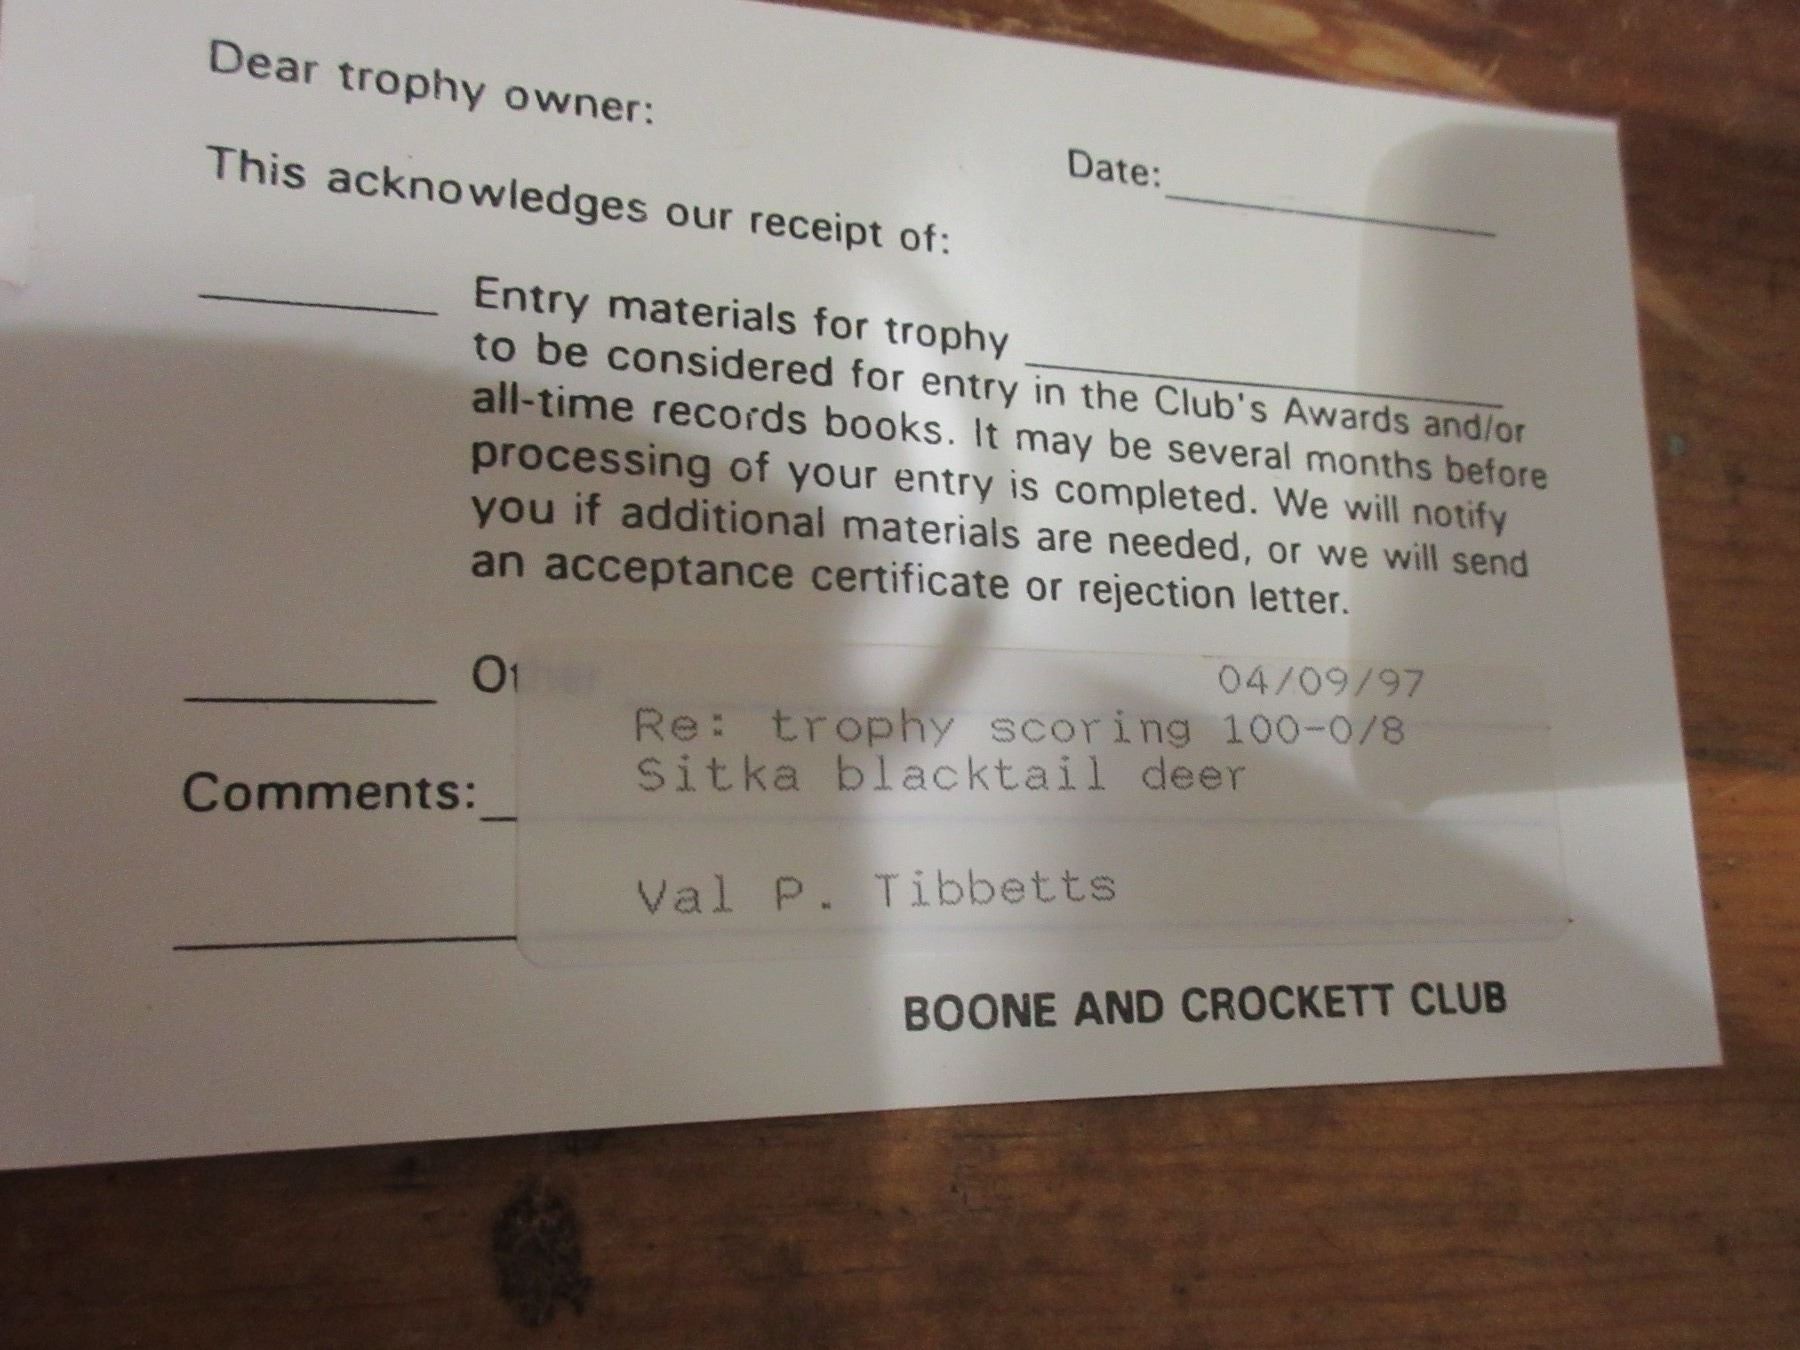 Dear trophy owner:
Date:
This acknowledges our receipt of:
Entry materials for trophy
to be considered for entry in the Club's Awards and/or
all-time records books. It may be several months before
processing of your entry is completed. We will notify
you if additional materials are needed, or we will send
an acceptance certificate or rejection letter.
Other
04/09/97
Re: trophy scoring 100-0/8
Sitka blacktail deer
Comments:
Val P. Tibbetts
BOONE AND CROCKETT CLUB